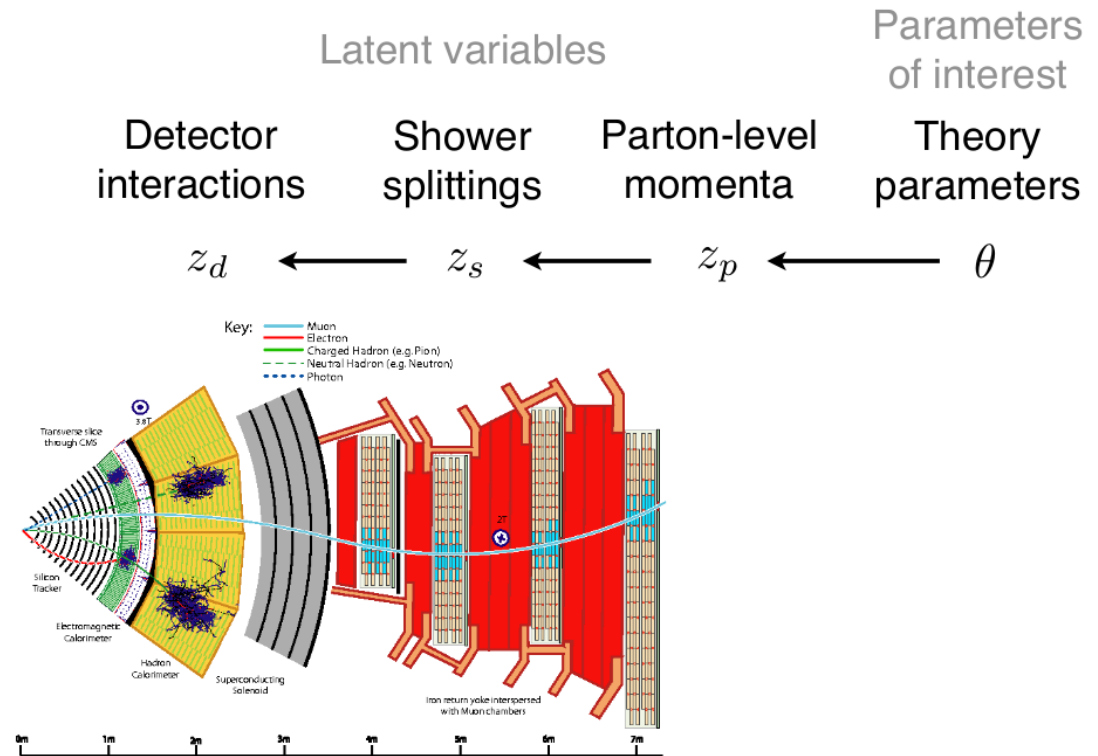 Parameters
of interest
Latent variables
Detector
interactions
Shower
splittings
Parton-level
momenta
Theory
parameters
z_d
z_s
z_p
θ
Key:
Muon
Electron
Charged Hadron (e.g. Pion)
Neutral Hadron (e.g. Neutron)
Photon
3.8T
Transverse slice
through CMS
2T
Silicon
Tracker
Electromagnetic
Calorimeter
Hadron
Calorimeter
Superconducting
Solenoid
Iron return yoke interspersed
with Muon chambers
0m 1m 2m 3m 4m 5m 6m 7m